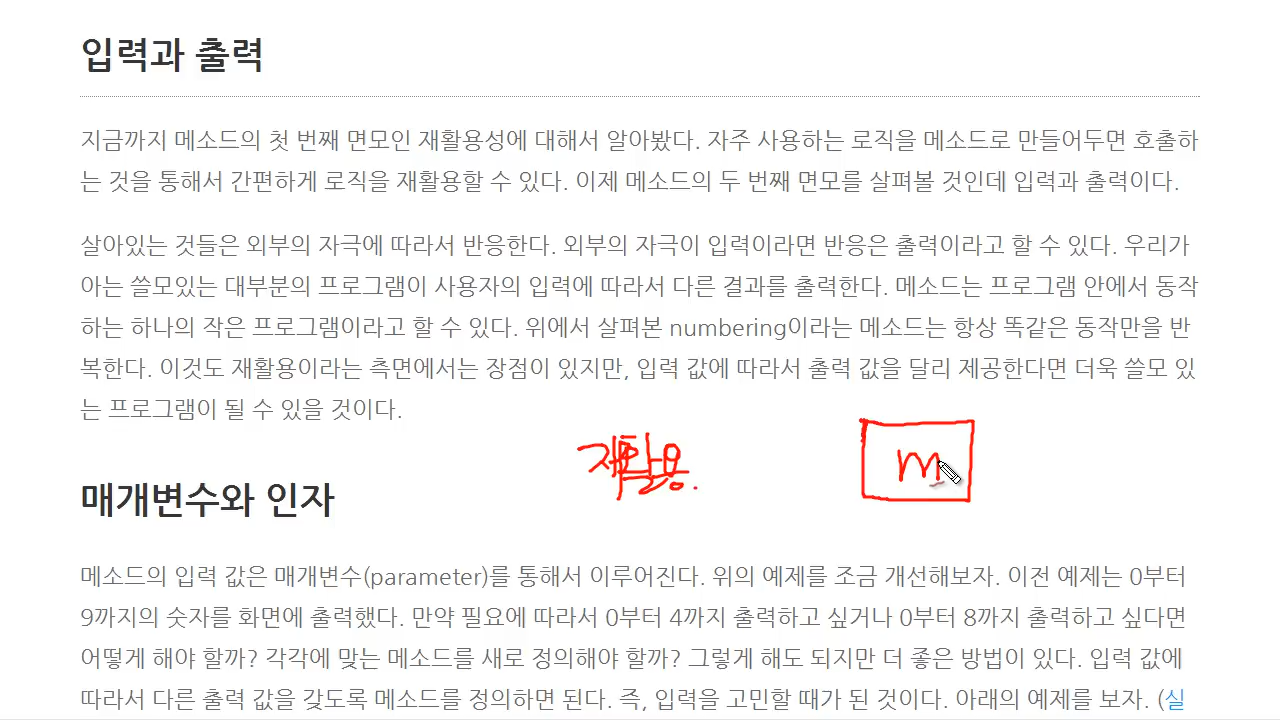 입력과 출력
지금까지 메소드의 첫 번째 면모인 재활용성에 대해서 알아봤다. 자주 사용하는 로직을 메소드로 만들어두면 호출하
는 것을 통해서 간편하게 로직을 재활용할 수 있다. 이제 메소드의 두 번째 면모를 살펴볼 것인데 입력과 출력이다.
살아있는 것들은 외부의 자극에 따라서 반응한다. 외부의 자극이 입력이라면 반응은 출력이라고 할 수 있다. 우리가
아는 쓸모있는 대부분의 프로그램이 사용자의 입력에 따라서 다른 결과를 출력한다. 메소드는 프로그램 안에서 동작
하는 하나의 작은 프로그램이라고 할 수 있다. 위에서 살펴본 numbering이라는 메소드는 항상 똑같은 동작만을 반
복한다. 이것도 재활용이라는 측면에서는 장점이 있지만, 입력 값에 따라서 출력 값을 달리 제공한다면 더욱 쓸모 있
는 프로그램이 될 수 있을 것이다.
재활용.
m
매개변수와 인자
메소드의 입력 값은 매개변수(parameter)를 통해서 이루어진다. 위의 예제를 조금 개선해보자. 이전 예제는 0부터
9까지의 숫자를 화면에 출력했다. 만약 필요에 따라서 0부터 4까지 출력하고 싶거나 0부터 8까지 출력하고 싶다면
어떻게 해야 할까? 각각에 맞는 메소드를 새로 정의해야 할까? 그렇게 해도 되지만 더 좋은 방법이 있다. 입력 값에
따라서 다른 출력 값을 갖도록 메소드를 정의하면 된다. 즉, 입력을 고민할 때가 된 것이다. 아래의 예제를 보자. (실